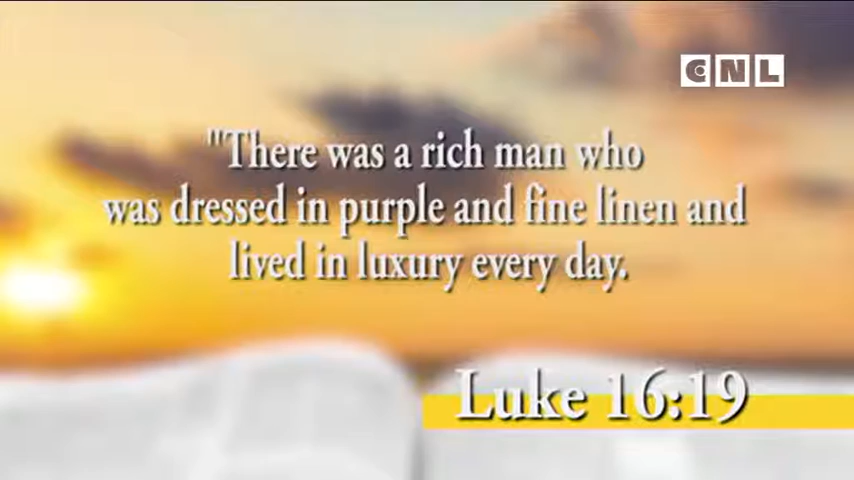 CNL
"There was a rich man who
was dressed in purple and fine linen and
lived in luxury every day.
Luke 16:19